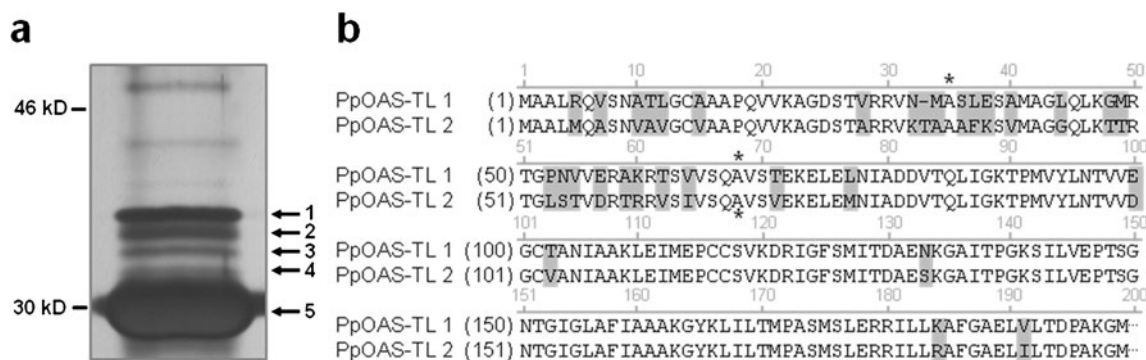 a
46 kD
30 kD
1
2
3
4
5
b
1 10 20 30 40 50
*
PpOAS-TL 1 (1) MAALRQVSNATLGCAAAPQVVKAGDSTVRRVN-MASLESAMAGLQLKGMR
PpOAS-TL 2 (1) MAALMQASNVAVGCVAAPQVVKAGDSTARRVKTAAAFKSVMAGAQLKTTR
51 60 70 80 90 100
*
PpOAS-TL 1 (50) TGPNVVERAKRTSVVSQAVSTEKELELNIADDVTQLIGKTPMVYLNTVVE
PpOAS-TL 2 (51) TGLSTVDRTRRVSIVSQAVSVEKELEMNIADDVTQLIGKTPMVYLNTVVD
*
101 110 120 130 140 150
PpOAS-TL 1 (100) GCTANIAAKLEIMEPCCSVKDRIGFSMITDAENKGAITPGKSILVEPTSG
PpOAS-TL 2 (101) GCVANIAAKLEIMEPCCSVKDRIGFSMITDAESKGAITPGKSILVEPTSG
151 160 170 180 190 200
PpOAS-TL 1 (150) NTGIGLAFIAAAKGYKLILTMPASMSLERRILLKAFGAELVLTDPAKGM···
PpOAS-TL 2 (151) NTGIGLAFIAAAKGYKLILTMPASMSLERRILLRAFGAELILTDPAKGM···